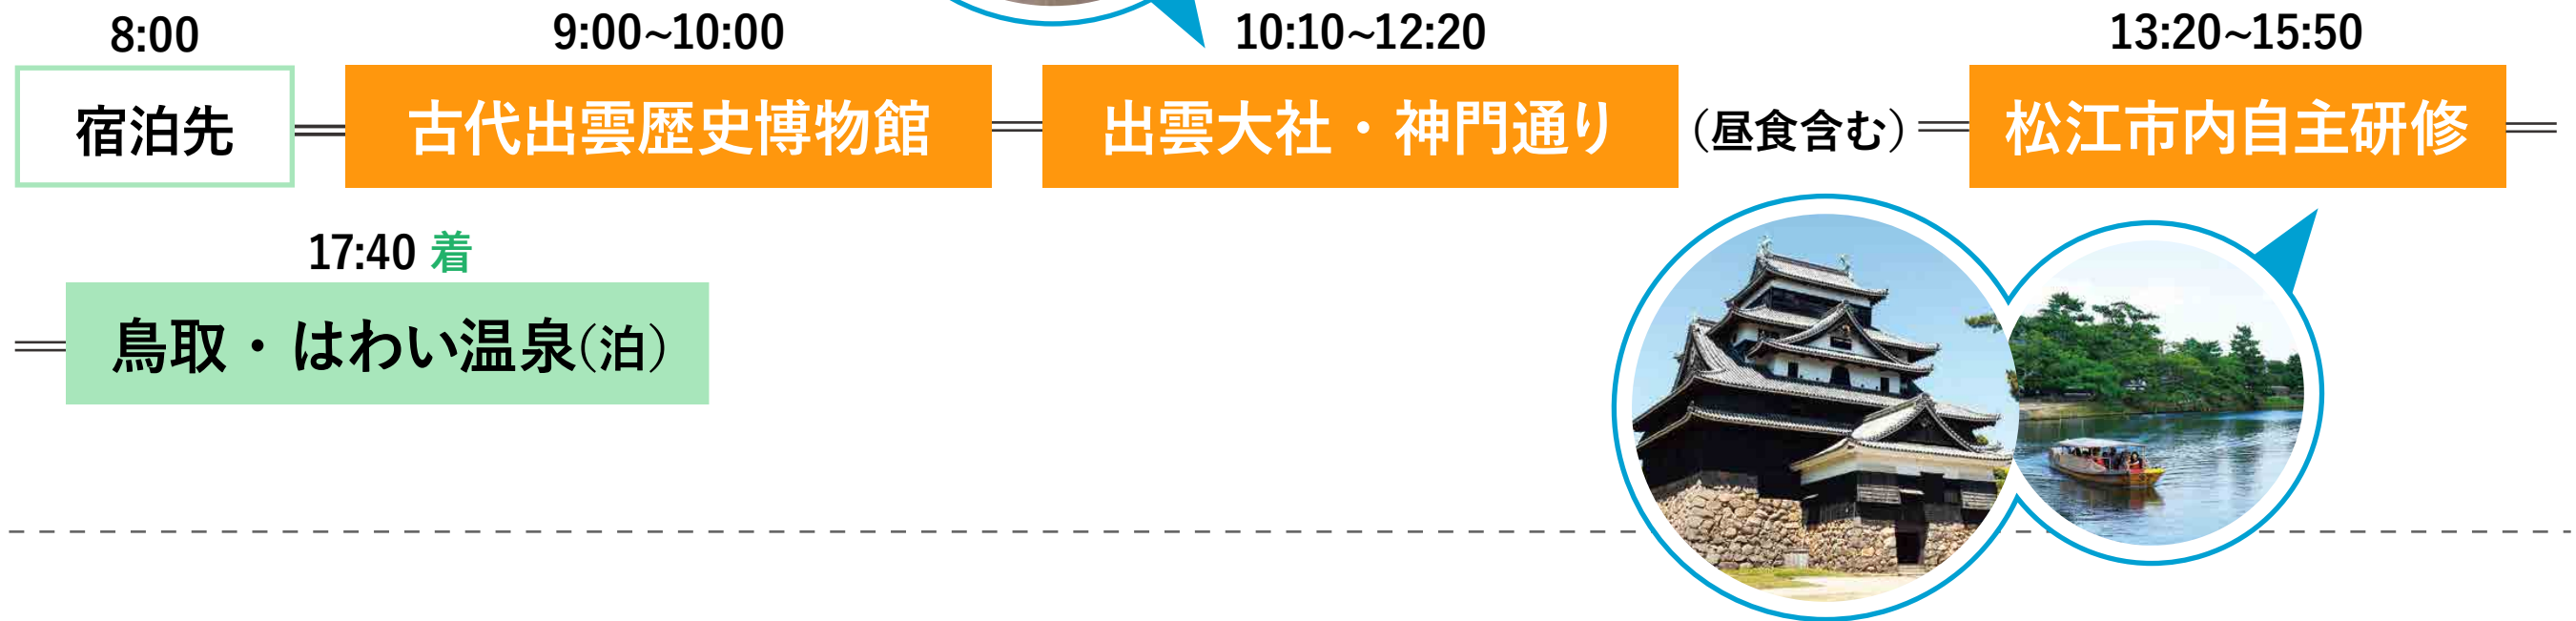 8:00 9:00~10:00 10:10~12:20 13:20~15:50
宿泊先 古代出雲歴史博物館 出雲大社・神門通り (昼食含む) 松江市内自主研修
17:40 着
鳥取・はわい温泉(泊)